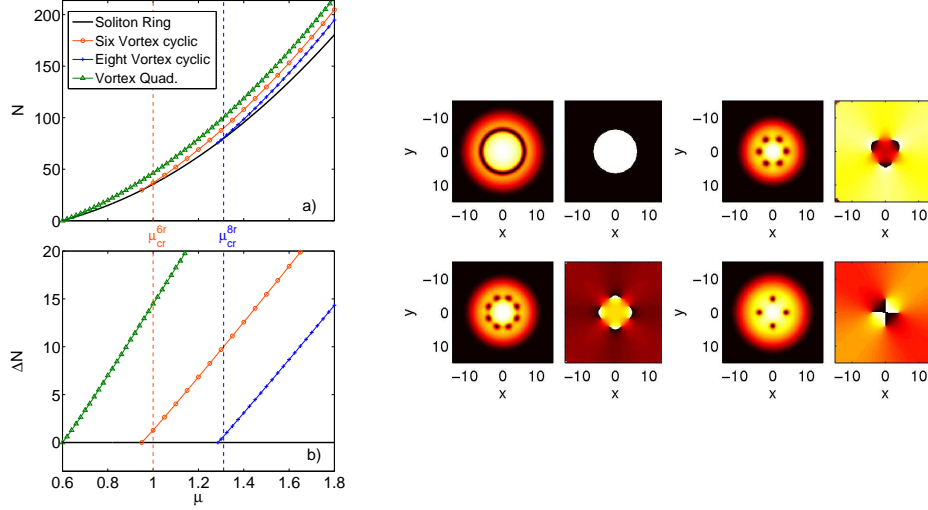 200
150
100
50
0
N
Soliton Ring
Six Vortex cyclic
Eight Vortex cyclic
Vortex Quad.
a)
μ_cr^6r
μ_cr^8r
20
15
10
5
0
ΔN
b)
0.6 0.8 1 1.2 1.4 1.6 1.8
μ
-10
0
10
y
-10 0 10
x
-10 0 10
x
-10
0
10
y
-10 0 10
x
-10 0 10
x
-10
0
10
y
-10 0 10
x
-10 0 10
x
-10
0
10
y
-10 0 10
x
-10 0 10
x